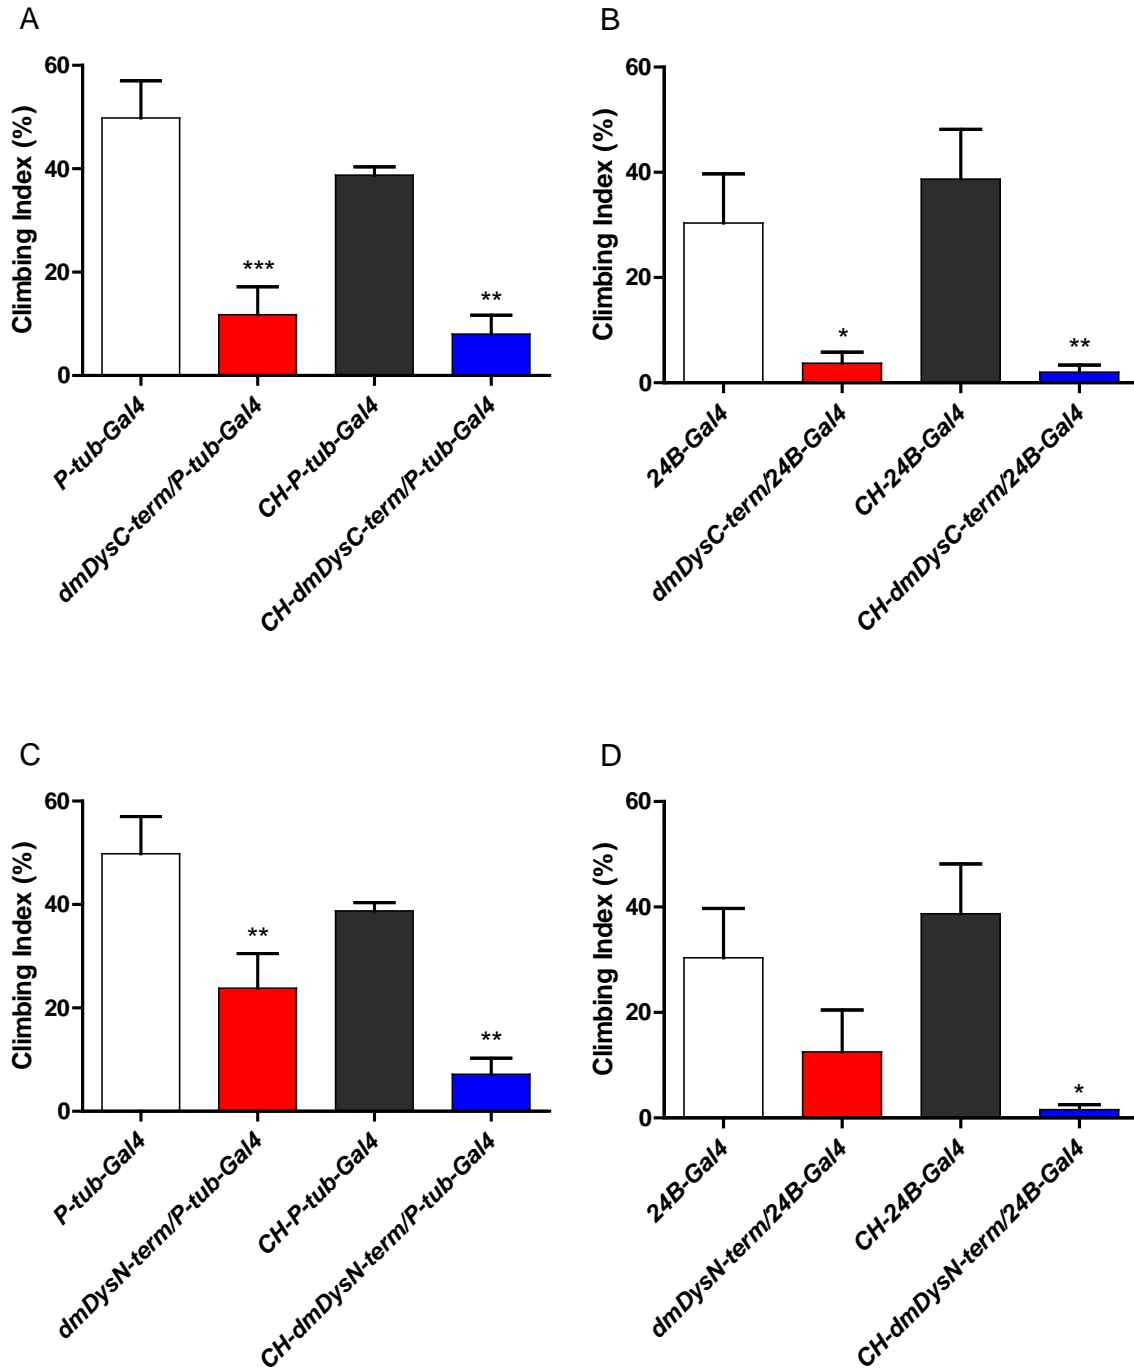 A
Climbing Index (%)
60
40
20
0
***
**
P-tub-Gal4
dmDysC-term/P-tub-Gal4
CH-P-tub-Gal4
CH-dmDysC-term/P-tub-Gal4
B
Climbing Index (%)
60
40
20
0
*
**
24B-Gal4
dmDysC-term/24B-Gal4
CH-24B-Gal4
CH-dmDysC-term/24B-Gal4
C
Climbing Index (%)
60
40
20
0
**
**
P-tub-Gal4
dmDysN-term/P-tub-Gal4
CH-P-tub-Gal4
CH-dmDysN-term/P-tub-Gal4
D
Climbing Index (%)
60
40
20
0
*
24B-Gal4
dmDysN-term/24B-Gal4
CH-24B-Gal4
CH-dmDysN-term/24B-Gal4